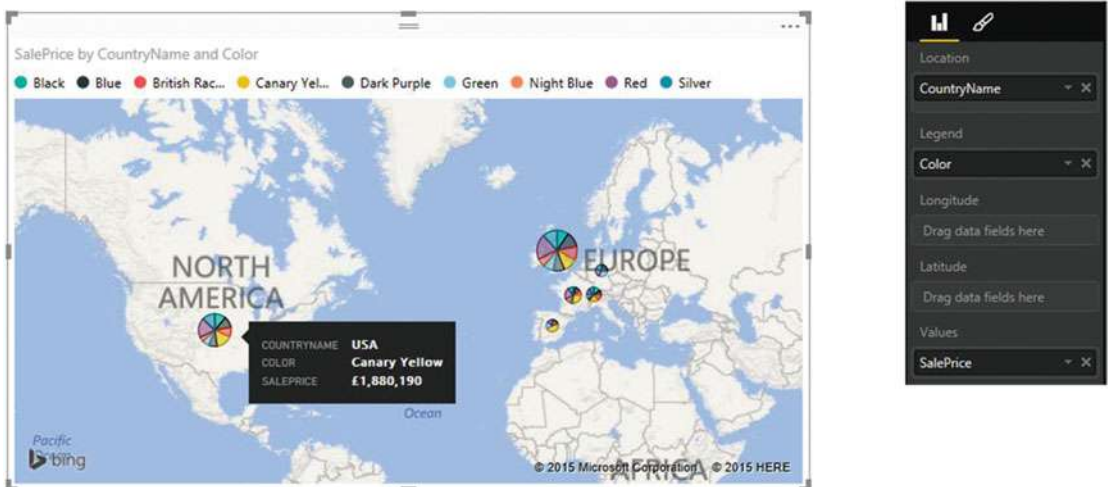 SalePrice by CountryName and Color
Black Blue British Rac... Canary Yel... Dark Purple Green Night Blue Red Silver
NORTH
AMERICA
EUROPE
COUNTRYNAME USA
COLOR Canary Yellow
SALEPRICE £1,880,190
Ocean
Pacific
Ocean
bing
AFRICA
© 2015 Microsoft Corporation © 2015 HERE
Location
CountryName
Legend
Color
Longitude
Drag data fields here
Latitude
Drag data fields here
Values
SalePrice